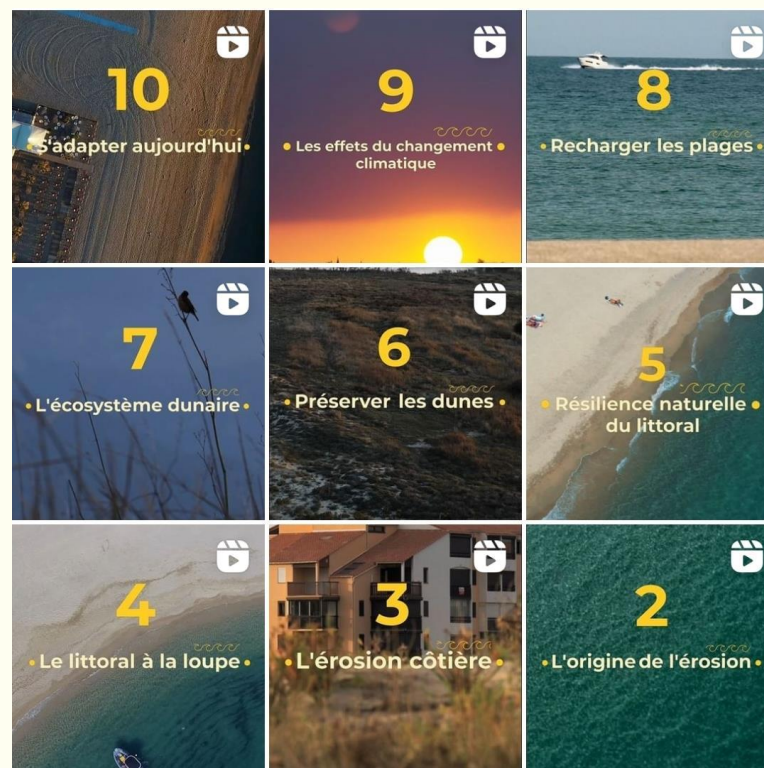 10
S'adapter aujourd'hui
9
Les effets du changement
climatique
8
Recharger les plages
7
L'écosystème dunaire
6
Préserver les dunes
5
Résilience naturelle
du littoral
4
Le littoral à la loupe
3
L'érosion côtière
2
L'origine de l'érosion